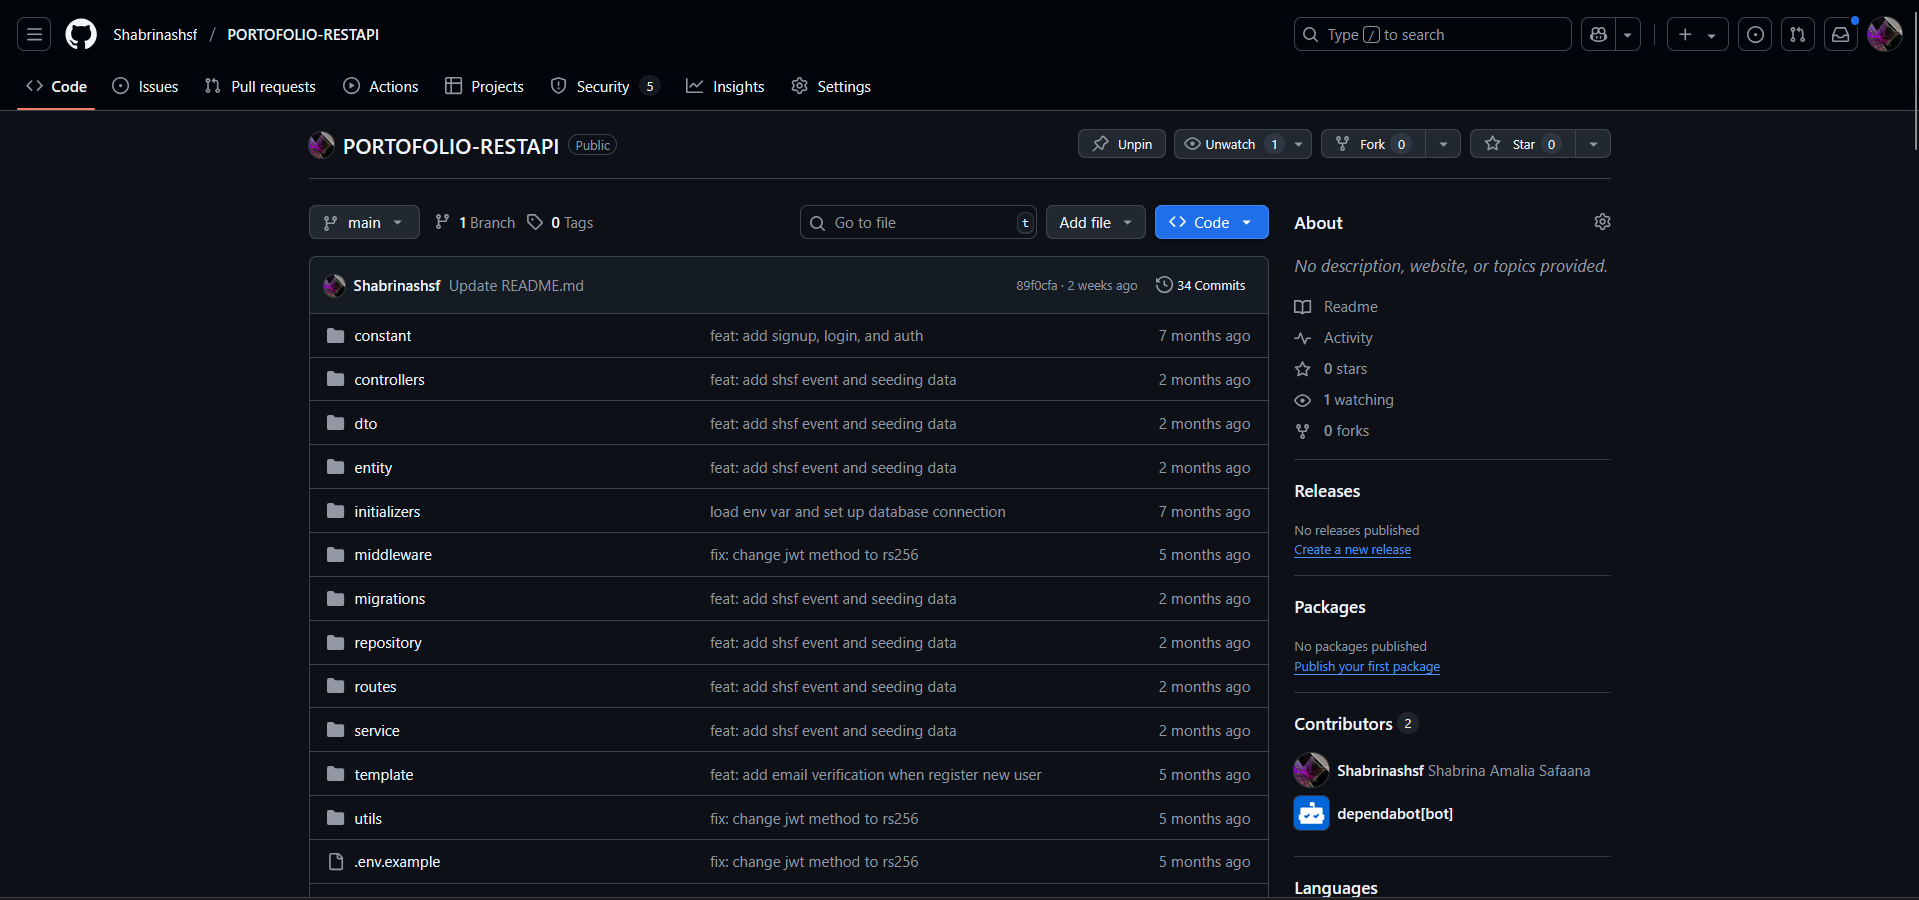 Shabrinashsf / PORTOFOLIO-RESTAPI
Type / to search
Code
Issues
Pull requests
Actions
Projects
Security 5
Insights
Settings
PORTOFOLIO-RESTAPI Public
Unpin
Unwatch 1
Fork 0
Star 0
main
1 Branch
0 Tags
Go to file t
Add file
Code
Shabrinashsf Update README.md 89f0cfa · 2 weeks ago 34 Commits
constant feat: add signup, login, and auth 7 months ago
controllers feat: add shsf event and seeding data 2 months ago
dto feat: add shsf event and seeding data 2 months ago
entity feat: add shsf event and seeding data 2 months ago
initializers load env var and set up database connection 7 months ago
middleware fix: change jwt method to rs256 5 months ago
migrations feat: add shsf event and seeding data 2 months ago
repository feat: add shsf event and seeding data 2 months ago
routes feat: add shsf event and seeding data 2 months ago
service feat: add shsf event and seeding data 2 months ago
template feat: add email verification when register new user 5 months ago
utils fix: change jwt method to rs256 5 months ago
.env.example fix: change jwt method to rs256 5 months ago
About
No description, website, or topics provided.
Readme
Activity
0 stars
1 watching
0 forks
Releases
No releases published
Create a new release
Packages
No packages published
Publish your first package
Contributors 2
Shabrinashsf Shabrina Amalia Safaana
dependabot[bot]
Languages